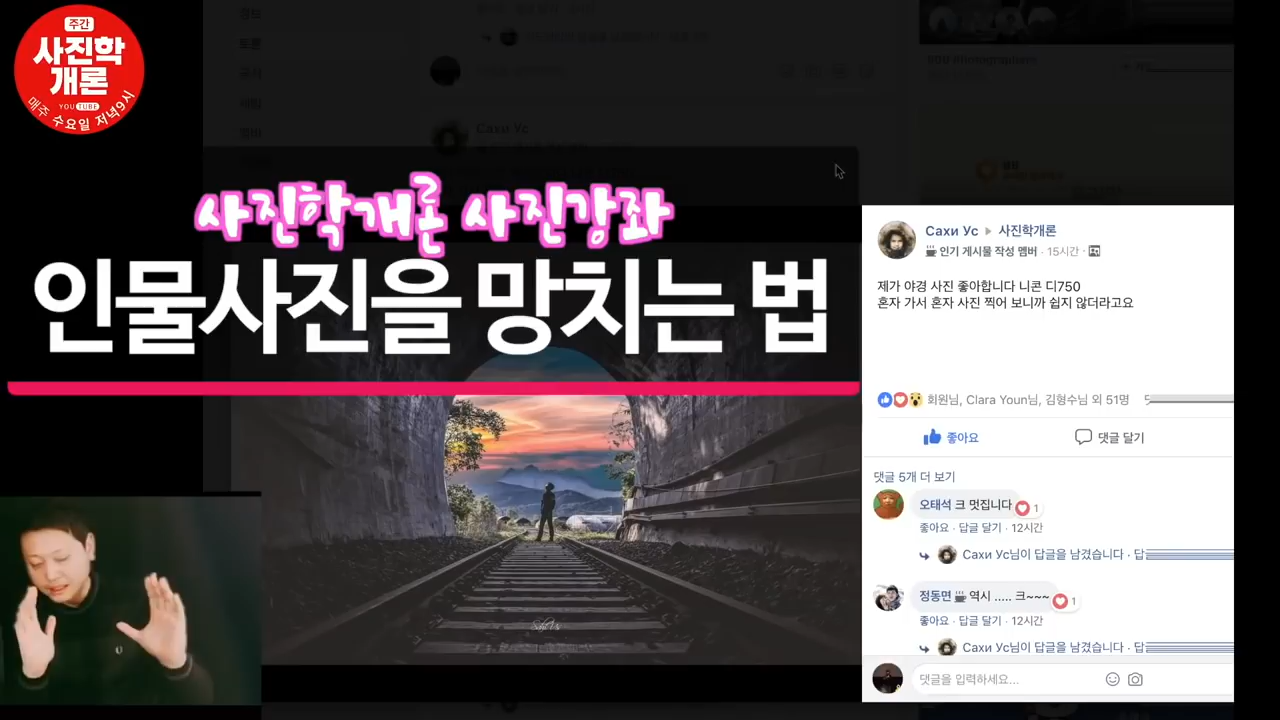 주간
사진학
개론
YOUTUBE
매주 수요일 저녁9시
Сахи Ус
사진학개론 사진강좌
인물사진을 망치는 법
Сахи Ус ▸ 사진학개론
인기 게시물 작성 멤버 · 15시간 ·
제가 야경 사진 좋아합니다 니콘 디750
혼자 가서 혼자 사진 찍어 보니까 쉽지 않더라고요
회원님, Clara Youn님, 김형수님 외 51명
좋아요 댓글 달기
댓글 5개 더 보기
오태석 크 멋집니다 1
좋아요 · 답글 달기 · 12시간
Сахи Ус님이 답글을 남겼습니다 · 답
정동면 역시 ..... 크~~~ 1
좋아요 · 답글 달기 · 12시간
Сахи Ус님이 답글을 남겼습니다 · 답
댓글을 입력하세요...